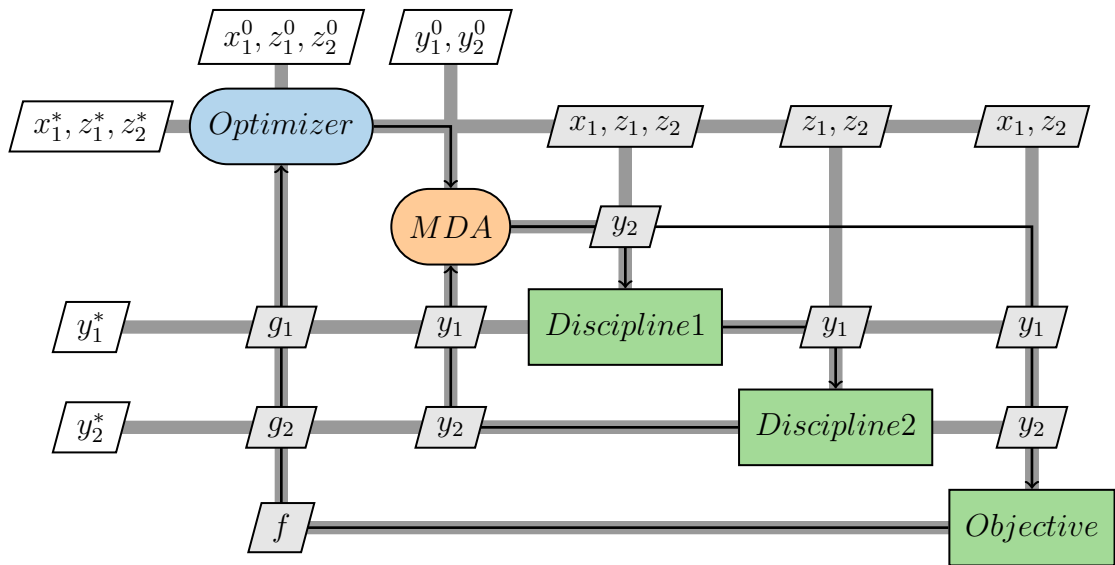 x_1^0, z_1^0, z_2^0 y_1^0, y_2^0
x_1^*, z_1^*, z_2^* Optimizer x_1, z_1, z_2 z_1, z_2 x_1, z_2
MDA y_2
y_1^* g_1 y_1 Discipline1 y_1 y_1
y_2^* g_2 y_2 Discipline2 y_2
f Objective